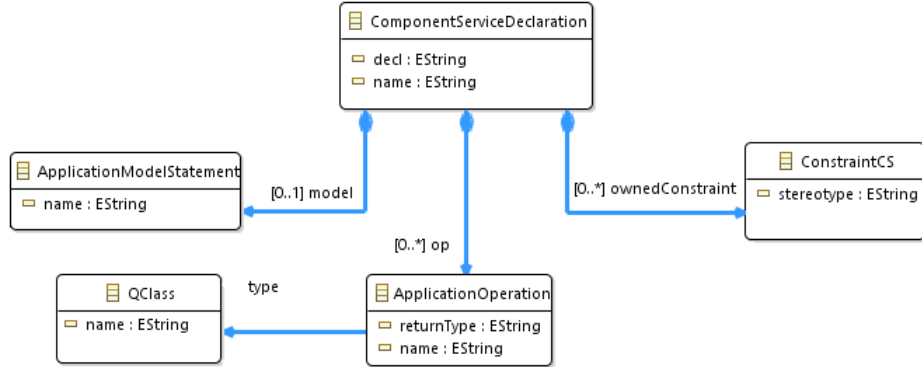 ComponentServiceDeclaration
decl : EString
name : EString
ApplicationModelStatement
name : EString
[0..1] model
[0..*] ownedConstraint
ConstraintCS
stereotype : EString
[0..*] op
QClass
name : EString
type
ApplicationOperation
returnType : EString
name : EString